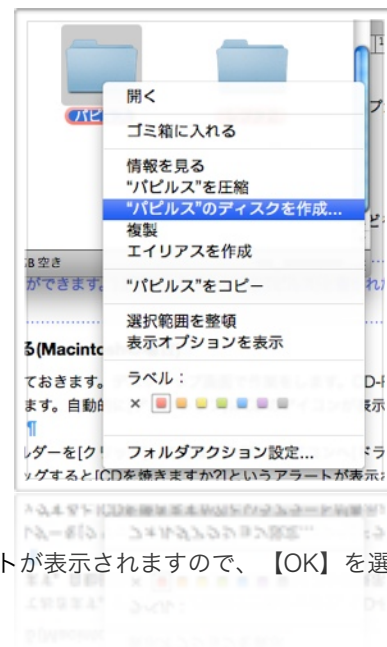 開く
ゴミ箱に入れる
情報を見る
“パピルス”を圧縮
“パピルス”のディスクを作成...
複製
エイリアスを作成
“パピルス”をコピー
選択範囲を整頓
表示オプションを表示
ラベル：
×
フォルダアクション設定...
パピ
空き
ができます。
(Macint
ておきます。
ます。自動的
ルダーを[ク
ッグすると[CDを焼きますか?]というアラートが表示さ
トが表示されますので、【OK】を選